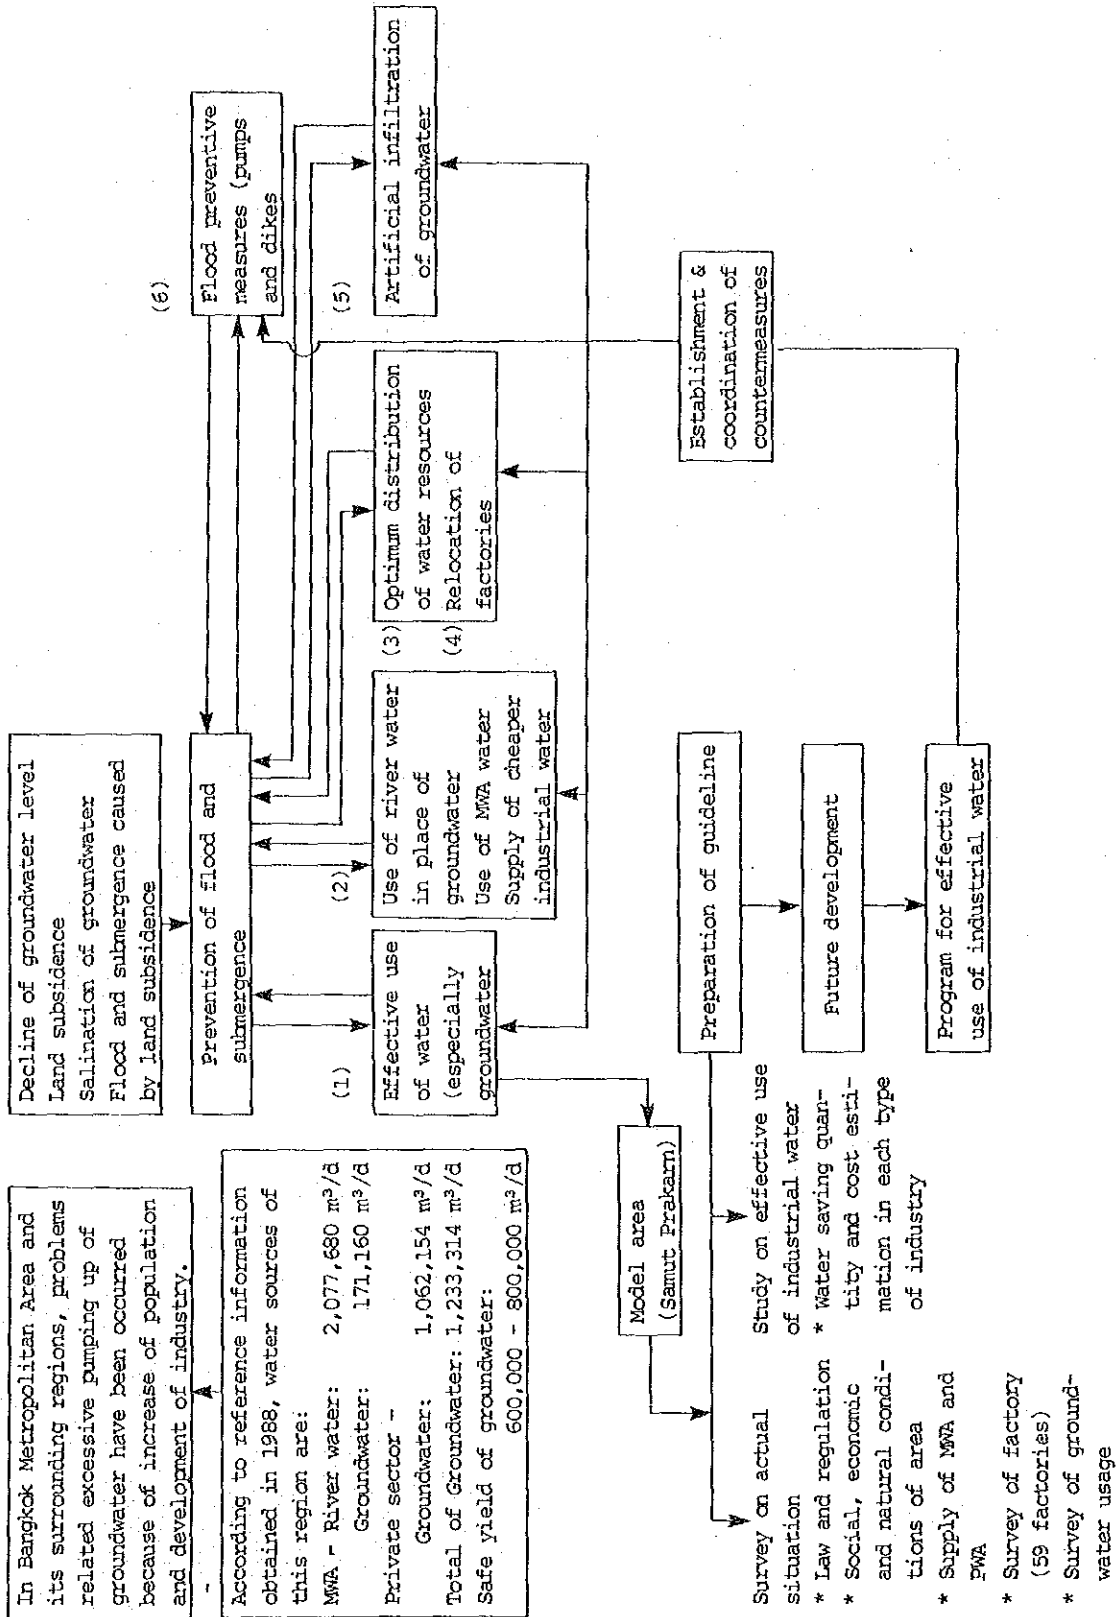 In Bangkok Metropolitan Area and
its surrounding regions, problems
related excessive pumping up of
groundwater have been occurred
because of increase of population
and development of industry.
According to reference information
obtained in 1988, water sources of
this region are:
MWA - River water: 2,077,680 m³/d
Groundwater: 171,160 m³/d
Private sector -
Groundwater: 1,062,154 m³/d
Total of Groundwater: 1,233,314 m³/d
Safe yield of groundwater:
600,000 - 800,000 m³/d
Decline of groundwater level
Land subsidence
Salination of groundwater
Flood and submergence caused
by land subsidence
Prevention of flood and
submergence
(6)
Flood preventive
measures (pumps
and dikes
(1)
Effective use
of water
(especially
groundwater
(2)
Use of river water
in place of
groundwater
Use of MWA water
Supply of cheaper
industrial water
(3) Optimum distribution
of water resources
(4) Relocation of
factories
(5)
Artificial infiltration
of groundwater
Model area
(Samut Prakarn)
Survey on actual
situation
* Law and regulation
* Social, economic
and natural condi-
tions of area
* Supply of MWA and
PWA
* Survey of factory
(59 factories)
* Survey of ground-
water usage
Study on effective use
of industrial water
* Water saving quan-
tity and cost esti-
mation in each type
of industry
Preparation of guideline
Future development
Program for effective
use of industrial water
Establishment &
coordination of
countermeasures